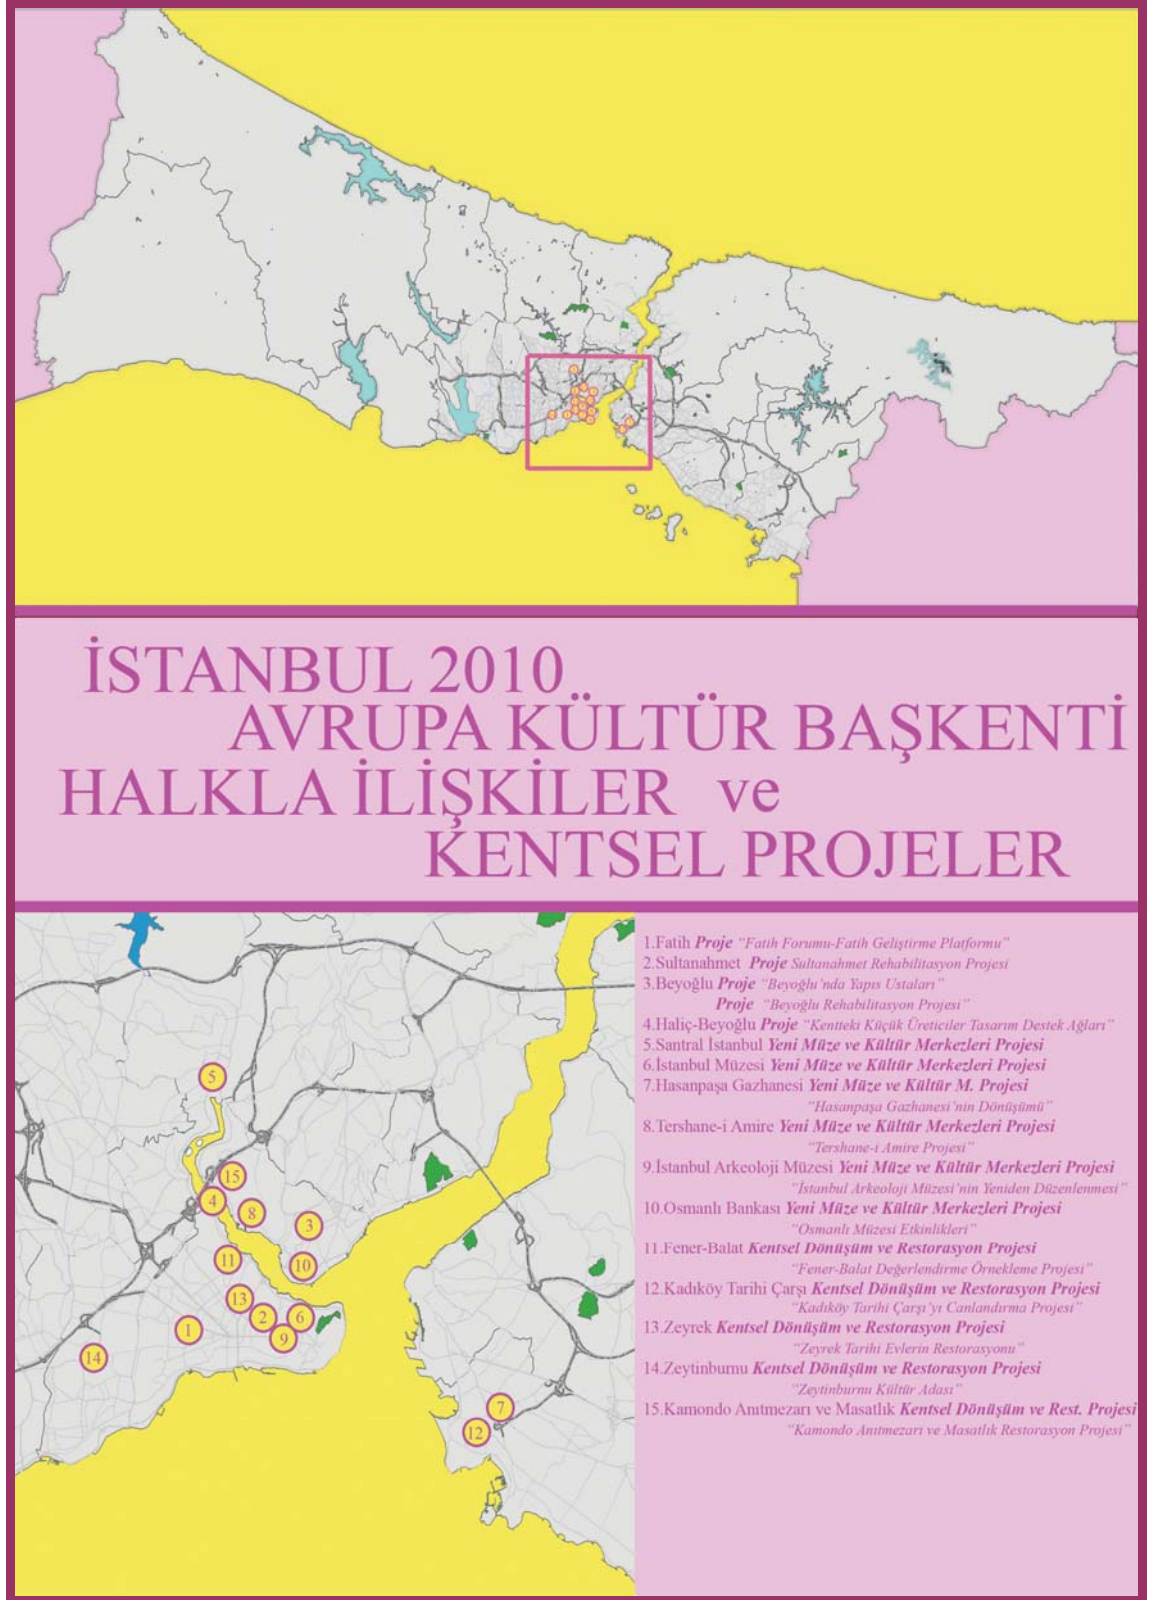 İSTANBUL 2010
AVRUPA KÜLTÜR BAŞKENTİ
HALKLA İLİŞKİLER ve
KENTSEL PROJELER
1.Fatih Proje "Fatih Forumu-Fatih Geliştirme Platformu"
2.Sultanahmet Proje Sultanahmet Rehabilitasyon Projesi
3.Beyoğlu Proje "Beyoğlu'nda Yapıs Ustaları"
Proje "Beyoğlu Rehabilitasyon Projesi"
4.Haliç-Beyoğlu Proje "Kentteki Küçük Üreticiler Tasarım Destek Ağları"
5.Santral İstanbul Yeni Müze ve Kültür Merkezleri Projesi
6.İstanbul Müzesi Yeni Müze ve Kültür Merkezleri Projesi
7.Hasanpaşa Gazhanesi Yeni Müze ve Kültür M. Projesi
"Hasanpaşa Gazhanesi'nin Dönüşümü"
8.Tershane-i Amire Yeni Müze ve Kültür Merkezleri Projesi
"Tershane-i Amire Projesi"
9.İstanbul Arkeoloji Müzesi Yeni Müze ve Kültür Merkezleri Projesi
"İstanbul Arkeoloji Müzesi'nin Yeniden Düzenlenmesi"
10.Osmanlı Bankası Yeni Müze ve Kültür Merkezleri Projesi
"Osmanlı Müzesi Etkinlikleri"
11.Fener-Balat Kentsel Dönüşüm ve Restorasyon Projesi
"Fener-Balat Değerlendirme Örnekleme Projesi"
12.Kadıköy Tarihi Çarşı Kentsel Dönüşüm ve Restorasyon Projesi
"Kadıköy Tarihi Çarşı'yı Canlandırma Projesi"
13.Zeyrek Kentsel Dönüşüm ve Restorasyon Projesi
"Zeyrek Tarihi Evlerin Restorasyonu"
14.Zeytinburnu Kentsel Dönüşüm ve Restorasyon Projesi
"Zeytinburnu Kültür Adası"
15.Kamondo Anıtmezarı ve Masatlık Kentsel Dönüşüm ve Rest. Projesi
"Kamondo Anıtmezarı ve Masatlık Restorasyon Projesi"
5
15
4
8
3
11
10
13
2
6
1
9
14
7
12